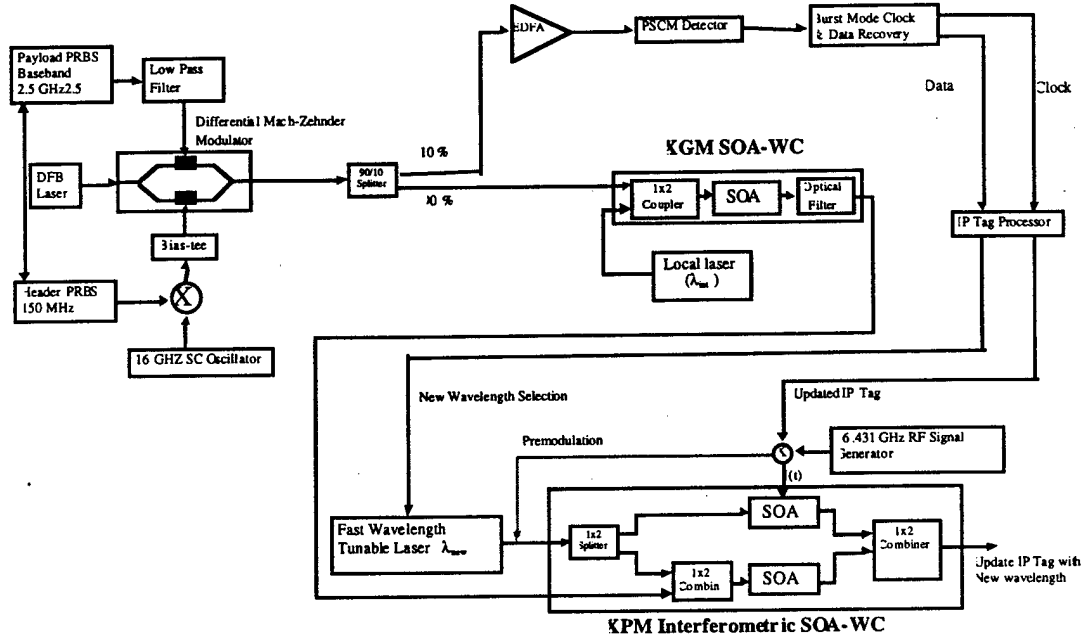 EDFA
PSCM Detector
Burst Mode Clock
& Data Recovery
Payload PRBS
Baseband
2.5 GHz2.5
Low Pass
Filter
Data
Clock
Differential Mach-Zehnder
Modulator
DFB
Laser
90/10
Splitter
10 %
90 %
XGM SOA-WC
1x2
Coupler
SOA
Optical
Filter
IP Tag Processor
Bias-tee
Local laser
(λint )
Header PRBS
150 MHz
X
16 GHZ SC Oscillator
New Wavelength Selection
Updated IP Tag
Premodulation
6.431 GHz RF Signal
Generator
(t)
Fast Wavelength
Tunable Laser λnew
1x2
Splitter
SOA
1x2
Combiner
1x2
Combin
SOA
Update IP Tag with
New wavelength
XPM Interferometric SOA-WC